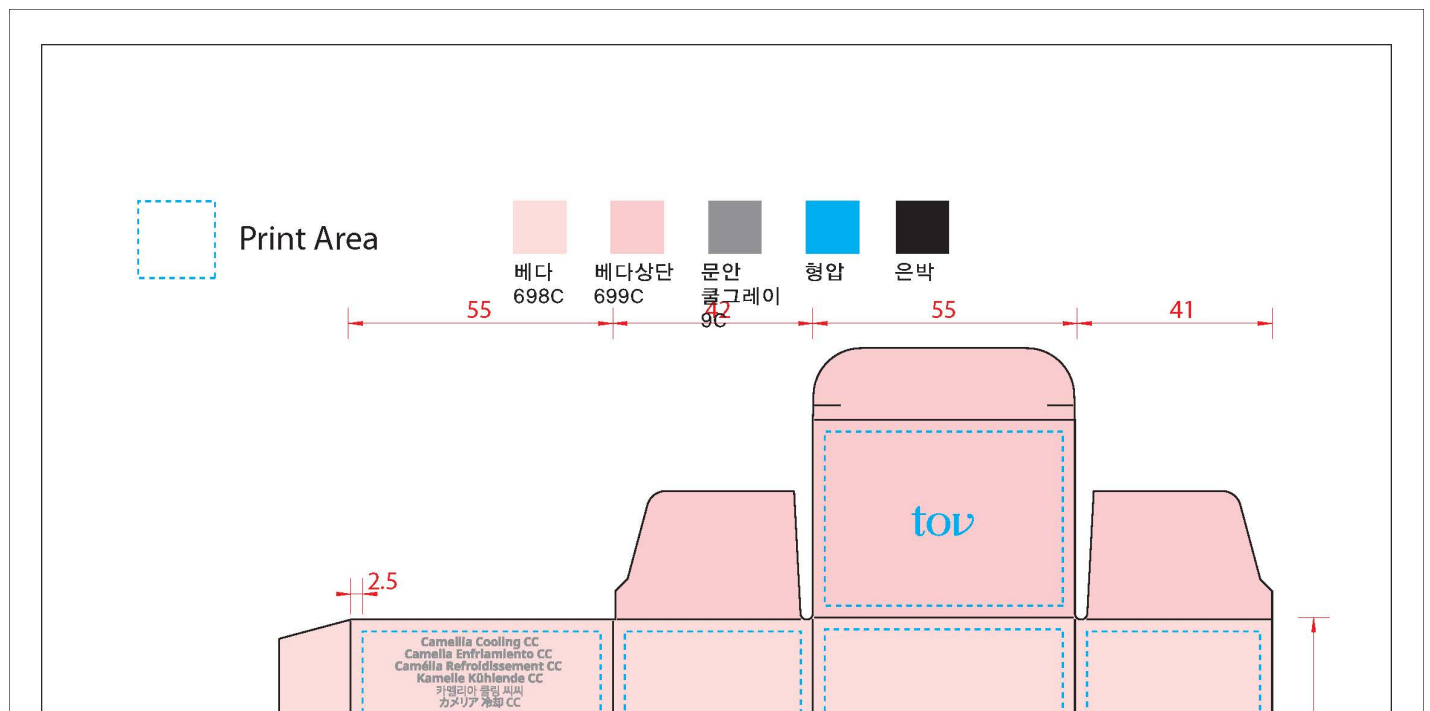 Print Area
베다
698C
베다상단
699C
문안
쿨그레이
9C
형압
은박
55
42
55
41
tov
2.5
Camellia Cooling CC
Camelia Enfriamiento CC
Camélia Refroidissement CC
Kamelie Kühlende CC
카멜리아 쿨링 씨씨
カメリア 冷却 CC